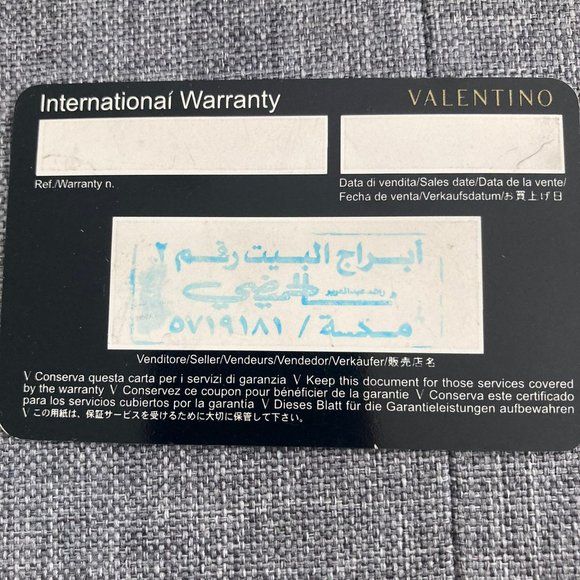 Internationaí Warranty
VALENTINO
Ref./Warranty n.
Data di vendita/Sales date/Data de la vente/
Fecha de venta/Verkaufsdatum/お買上げ日
أبراج البيت رقم ٢
راشد عبدالعزيز الحميضي
مكة / ٥٧١٩١٨١
Venditore/Seller/Vendeurs/Vendedor/Verkäufer/販売店名
V Conserva questa carta per i servizi di garanzia V Keep this document for those services covered
by the warranty V Conservez ce coupon pour bénéficier de la garantie V Conserva este certificado
para los servicios cubiertos por la garantia V Dieses Blatt für die Garantieleistungen aufbewahren
V この用紙は、保証サービスを受けるために大切に保管して下さい。